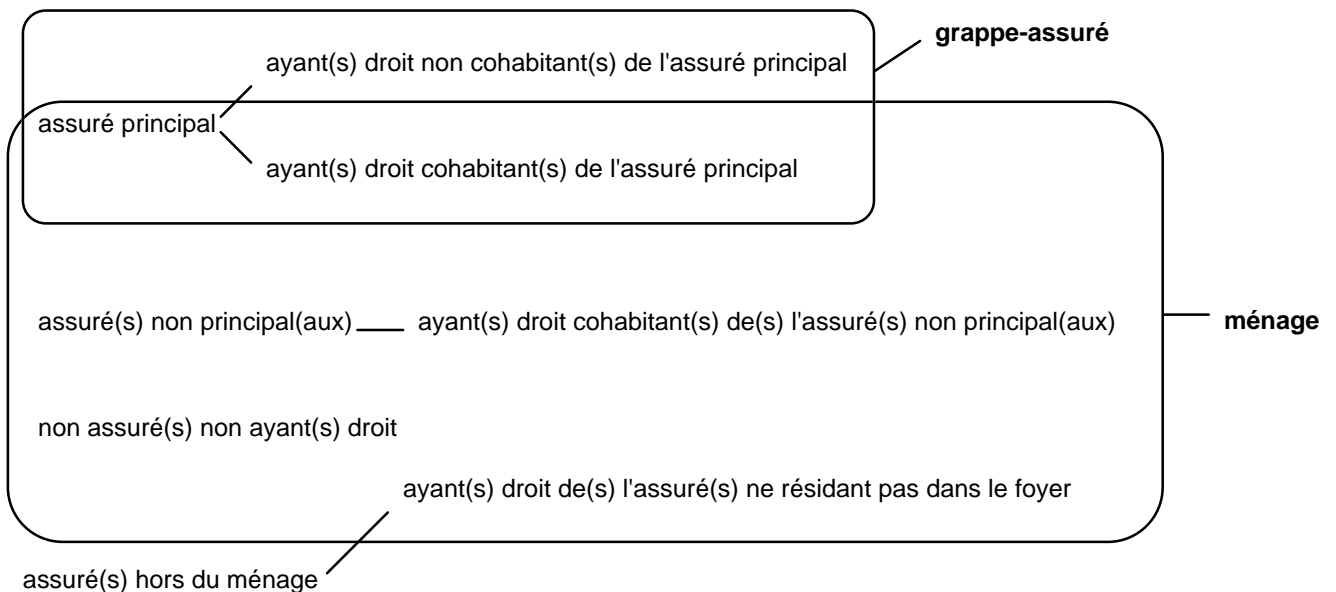 grappe-assuré
ayant(s) droit non cohabitant(s) de l'assuré principal
assuré principal
ayant(s) droit cohabitant(s) de l'assuré principal
assuré(s) non principal(aux) ayant(s) droit cohabitant(s) de(s) l'assuré(s) non principal(aux)
ménage
non assuré(s) non ayant(s) droit
ayant(s) droit de(s) l'assuré(s) ne résidant pas dans le foyer
assuré(s) hors du ménage